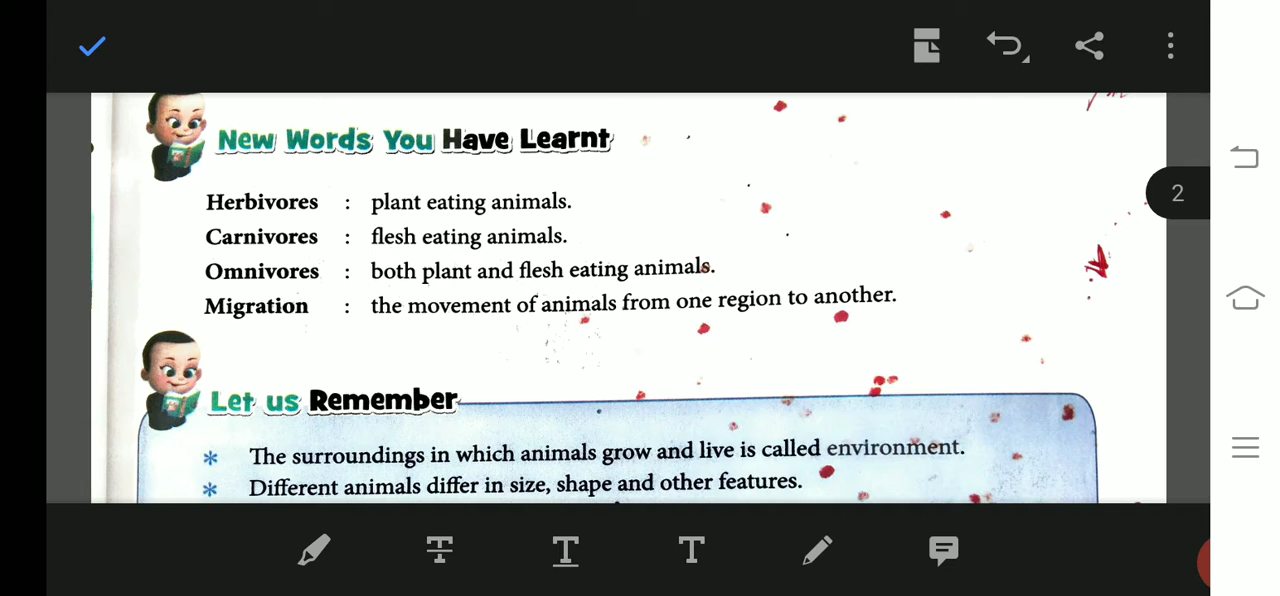 New Words You Have Learnt
2
Herbivores : plant eating animals.
Carnivores : flesh eating animals.
Omnivores : both plant and flesh eating animals.
Migration : the movement of animals from one region to another.
Let us Remember
* The surroundings in which animals grow and live is called environment.
* Different animals differ in size, shape and other features.
T T T